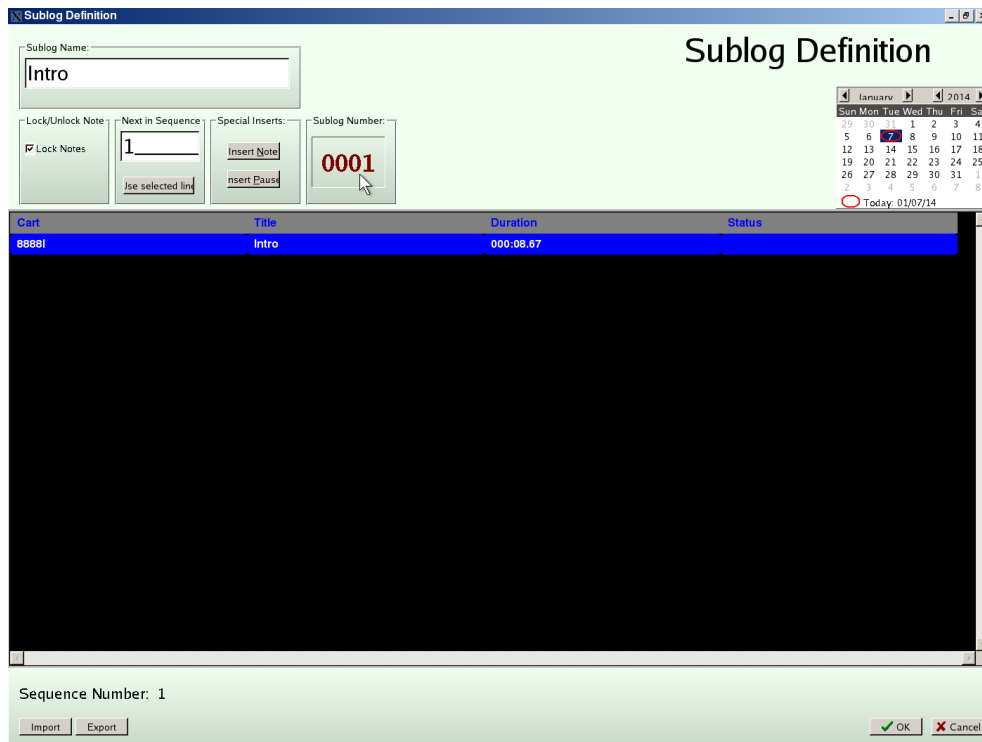 Sublog Definition
Sublog Name:
Intro
Sublog Definition
January 2014
Sun Mon Tue Wed Thu Fri Sa
29 30 31 1 2 3 4
5 6 7 8 9 10 11
12 13 14 15 16 17 18
19 20 21 22 23 24 25
26 27 28 29 30 31 1
2 3 4 5 6 7 8
Today: 01/07/14
Lock/Unlock Note
Lock Notes
Next in Sequence
1
Use selected line
Special Inserts:
Insert Note
nsert Pause
Sublog Number:
0001
Cart Title Duration Status
8888l Intro 000:08.67
Sequence Number: 1
Import Export OK Cancel